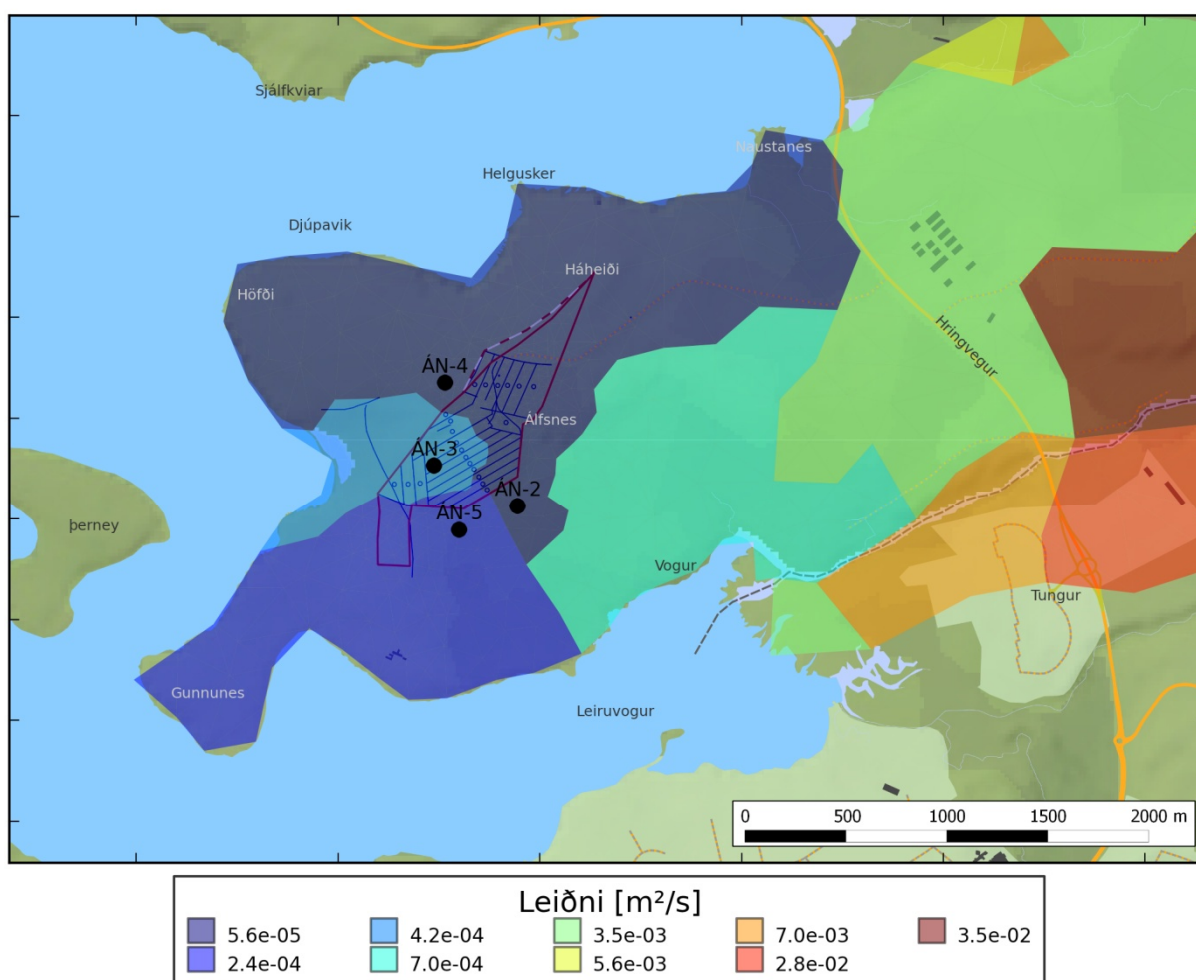 Sjálfkviar
Naustanes
Helgusker
Djúpavik
Háheiði
Höfði
Hringvegur
ÁN-4
Álfsnes
ÁN-3
ÁN-2
ÁN-5
þerney
Vogur
Tungur
Gunnunes
Leiruvogur
0 500 1000 1500 2000 m
Leiðni [m²/s]
5.6e-05 4.2e-04 3.5e-03 7.0e-03 3.5e-02
2.4e-04 7.0e-04 5.6e-03 2.8e-02